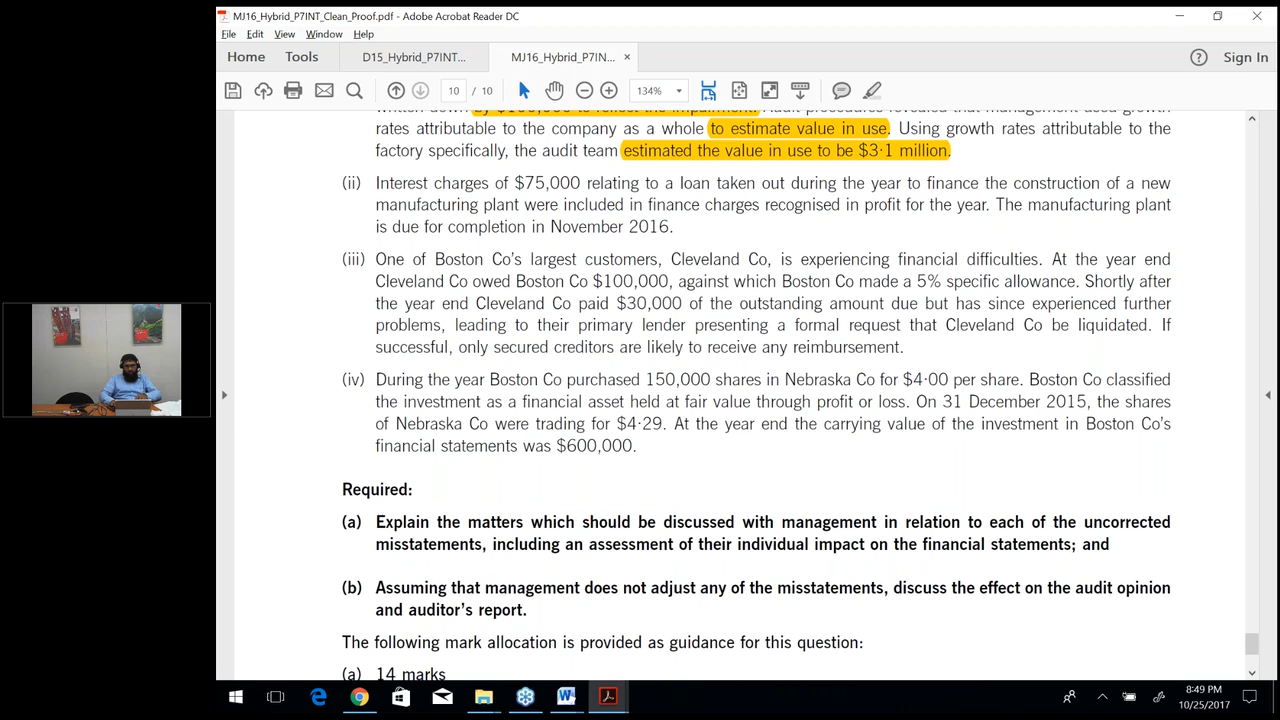 MJ16_Hybrid_P7INT_Clean_Proof.pdf - Adobe Acrobat Reader DC
File Edit View Window Help
Home Tools D15_Hybrid_P7INT... MJ16_Hybrid_P7IN... × Sign In
10 / 10 134%
rates attributable to the company as a whole to estimate value in use. Using growth rates attributable to the
factory specifically, the audit team estimated the value in use to be $3·1 million.
(ii) Interest charges of $75,000 relating to a loan taken out during the year to finance the construction of a new
manufacturing plant were included in finance charges recognised in profit for the year. The manufacturing plant
is due for completion in November 2016.
(iii) One of Boston Co's largest customers, Cleveland Co, is experiencing financial difficulties. At the year end
Cleveland Co owed Boston Co $100,000, against which Boston Co made a 5% specific allowance. Shortly after
the year end Cleveland Co paid $30,000 of the outstanding amount due but has since experienced further
problems, leading to their primary lender presenting a formal request that Cleveland Co be liquidated. If
successful, only secured creditors are likely to receive any reimbursement.
(iv) During the year Boston Co purchased 150,000 shares in Nebraska Co for $4·00 per share. Boston Co classified
the investment as a financial asset held at fair value through profit or loss. On 31 December 2015, the shares
of Nebraska Co were trading for $4·29. At the year end the carrying value of the investment in Boston Co's
financial statements was $600,000.
Required:
(a) Explain the matters which should be discussed with management in relation to each of the uncorrected
misstatements, including an assessment of their individual impact on the financial statements; and
(b) Assuming that management does not adjust any of the misstatements, discuss the effect on the audit opinion
and auditor's report.
The following mark allocation is provided as guidance for this question:
(a) 14 marks
8:49 PM
10/25/2017